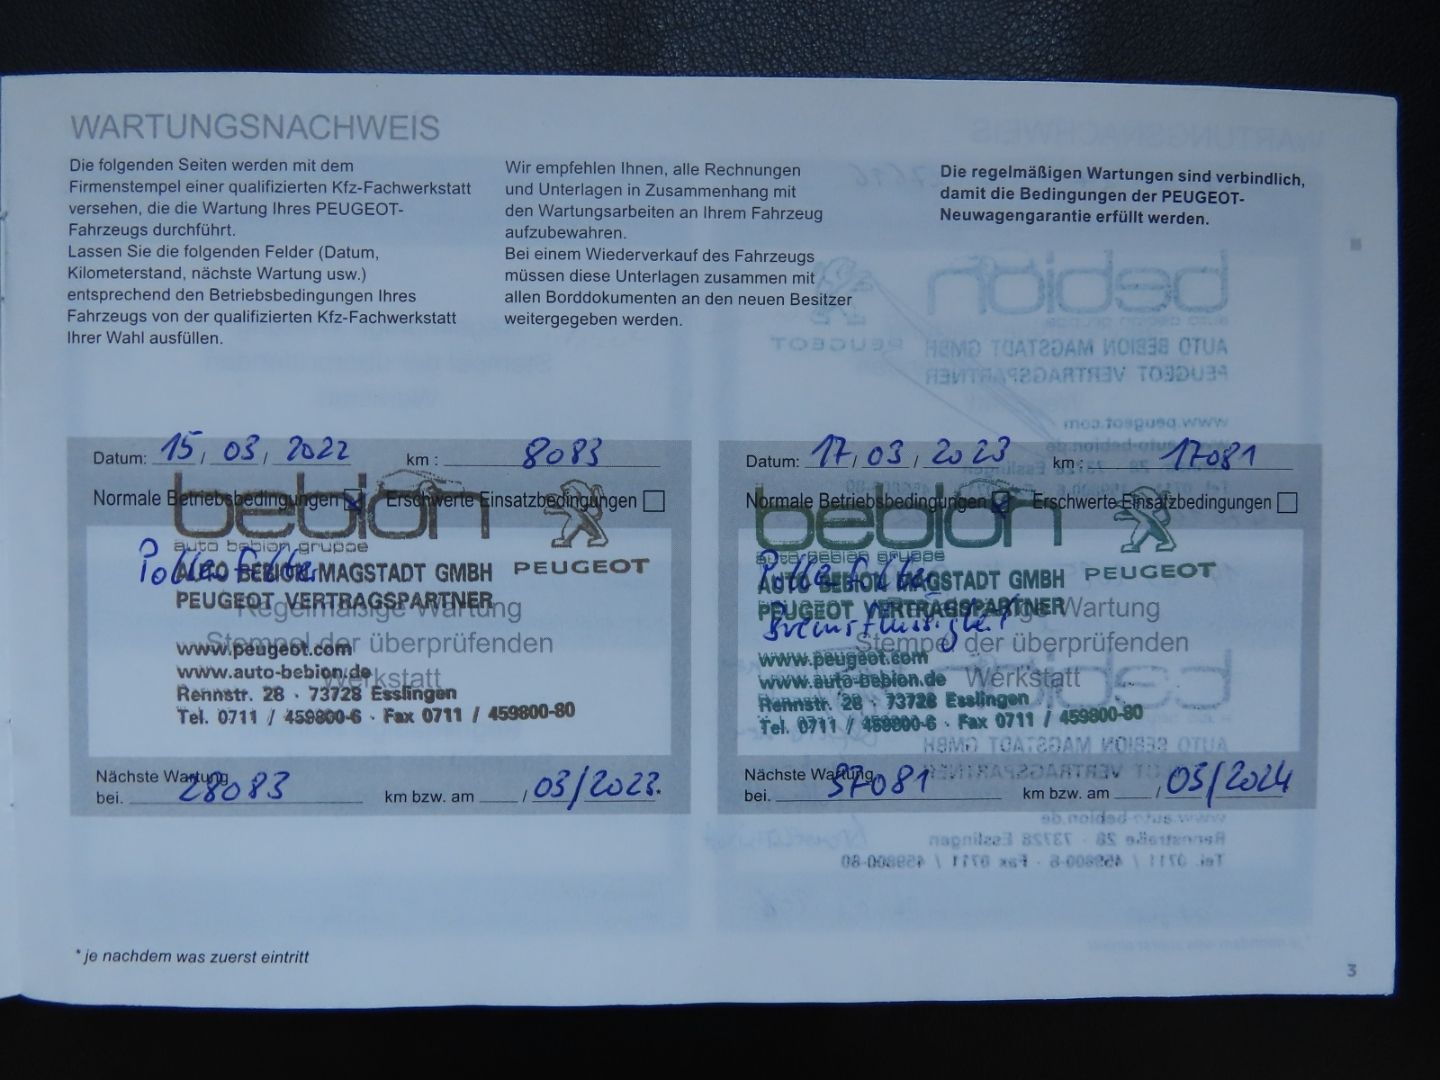 WARTUNGSNACHWEIS
Die folgenden Seiten werden mit dem
Firmenstempel einer qualifizierten Kfz-Fachwerkstatt
versehen, die die Wartung Ihres PEUGEOT-
Fahrzeugs durchführt.
Lassen Sie die folgenden Felder (Datum,
Kilometerstand, nächste Wartung usw.)
entsprechend den Betriebsbedingungen Ihres
Fahrzeugs von der qualifizierten Kfz-Fachwerkstatt
Ihrer Wahl ausfüllen.
Wir empfehlen Ihnen, alle Rechnungen
und Unterlagen in Zusammenhang mit
den Wartungsarbeiten an Ihrem Fahrzeug
aufzubewahren.
Bei einem Wiederverkauf des Fahrzeugs
müssen diese Unterlagen zusammen mit
allen Borddokumenten an den neuen Besitzer
weitergegeben werden.
Die regelmäßigen Wartungen sind verbindlich,
damit die Bedingungen der PEUGEOT-
Neuwagengarantie erfüllt werden.
Datum: 15 / 03 / 2022 km : 8083
Normale Betriebsbedingungen Erschwerte Einsatzbedingungen
bebion
auto bebion gruppe
PEUGEOT
Pollenfilter
AUTO BEBION MAGSTADT GMBH
PEUGEOT VERTRAGSPARTNER
Regelmäßige Wartung
Stempel der überprüfenden
Werkstatt
www.peugeot.com
www.auto-bebion.de
Rennstr. 28 · 73728 Esslingen
Tel. 0711 / 459800-6 · Fax 0711 / 459800-80
Nächste Wartung
bei. 28083 km bzw. am / 03/2023.
Datum: 17 / 03 / 2023 km : 17081
Normale Betriebsbedingungen Erschwerte Einsatzbedingungen
bebion
auto bebion gruppe
PEUGEOT
Pollenfilter
AUTO BEBION MAGSTADT GMBH
PEUGEOT VERTRAGSPARTNER
Bremsflüssigkeit
Wartung
Stempel der überprüfenden
Werkstatt
www.peugeot.com
www.auto-bebion.de
Rennstr. 28 · 73728 Esslingen
Tel. 0711 / 459800-6 · Fax 0711 / 459800-80
Nächste Wartung
bei. 37081 km bzw. am / 03/2024
* je nachdem was zuerst eintritt
3